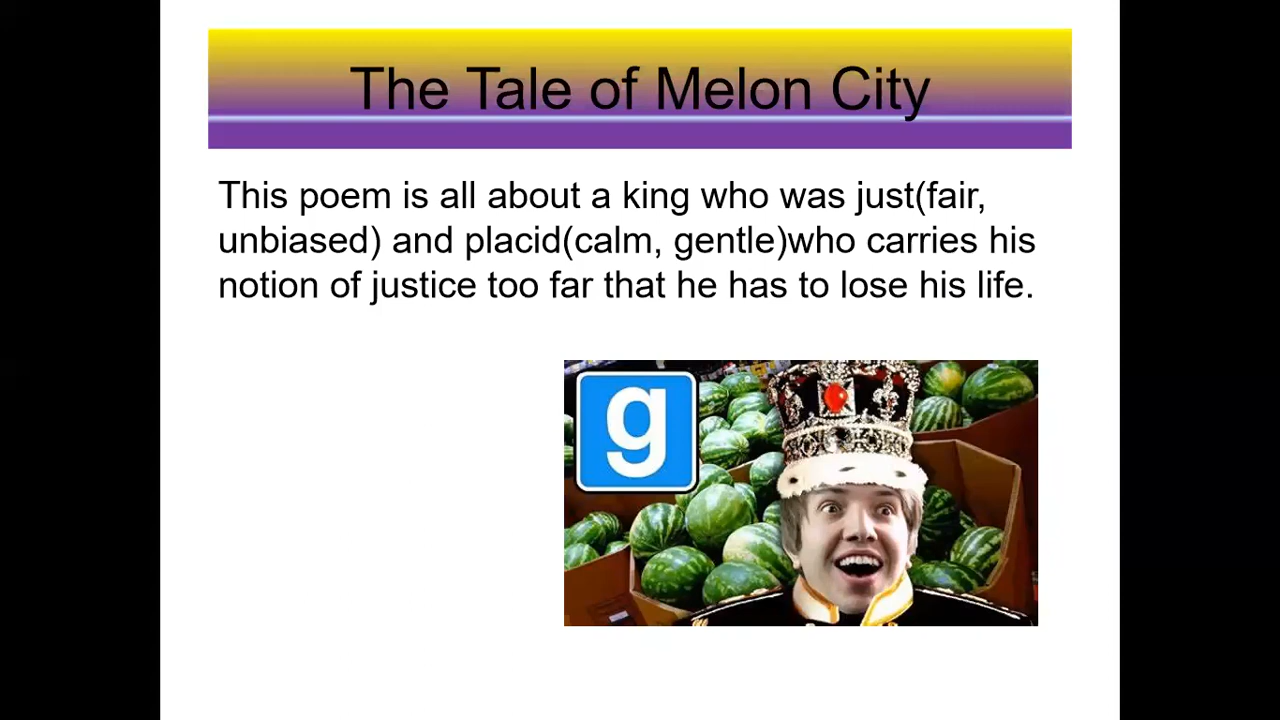 The Tale of Melon City
This poem is all about a king who was just(fair,
unbiased) and placid(calm, gentle)who carries his
notion of justice too far that he has to lose his life.
g